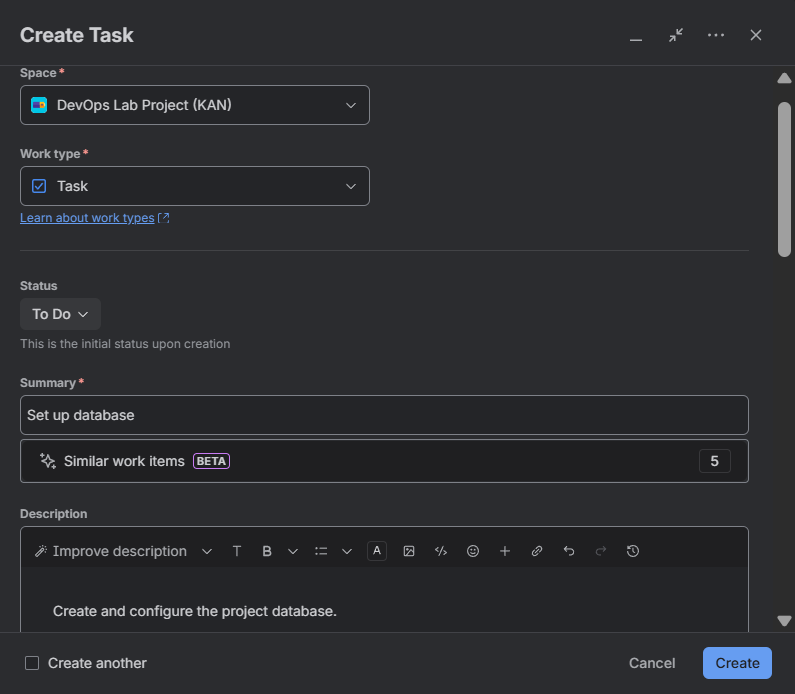 Create Task
Space *
DevOps Lab Project (KAN)
Work type *
Task
Learn about work types
Status
To Do
This is the initial status upon creation
Summary *
Set up database
Similar work items BETA 5
Description
Improve description T B A
Create and configure the project database.
Create another Cancel Create